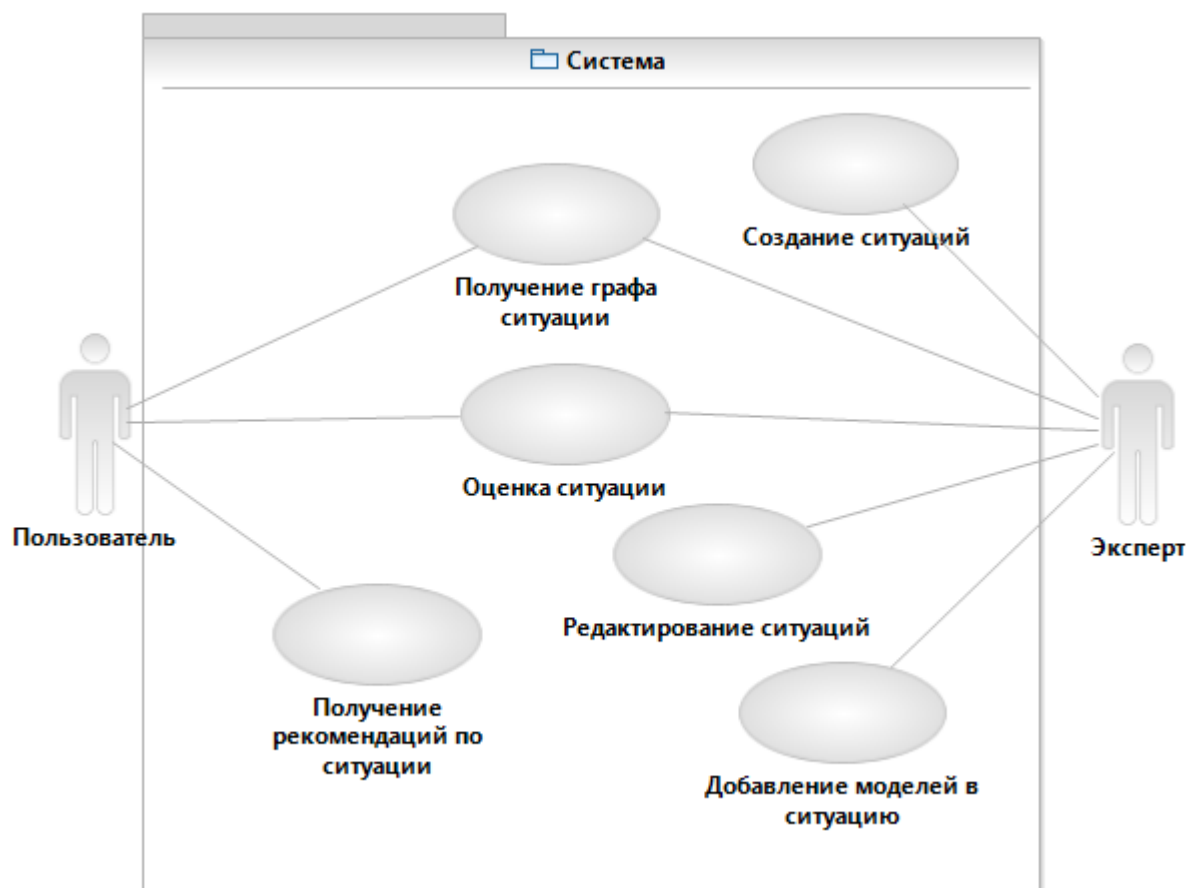 Система
Создание ситуаций
Получение графа
ситуации
Оценка ситуации
Пользователь
Эксперт
Редактирование ситуаций
Получение
рекомендаций по
ситуации
Добавление моделей в
ситуацию